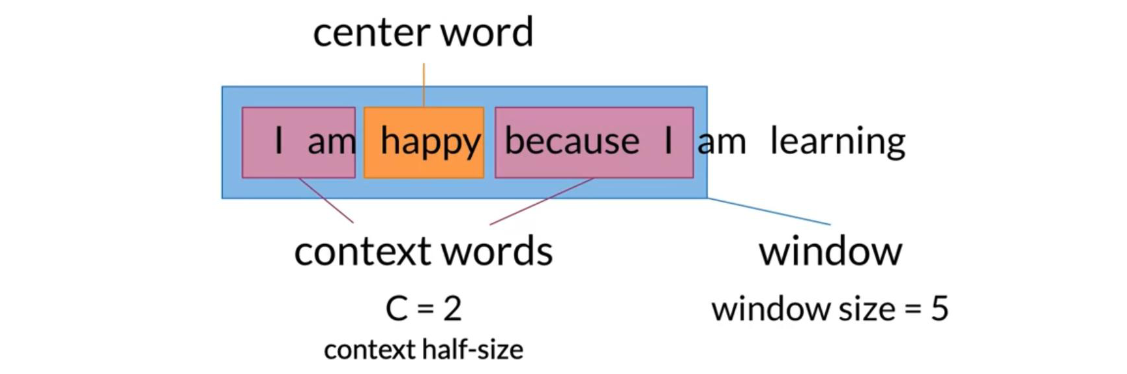 center word
I am happy because I am learning
context words
window
C = 2
window size = 5
context half-size